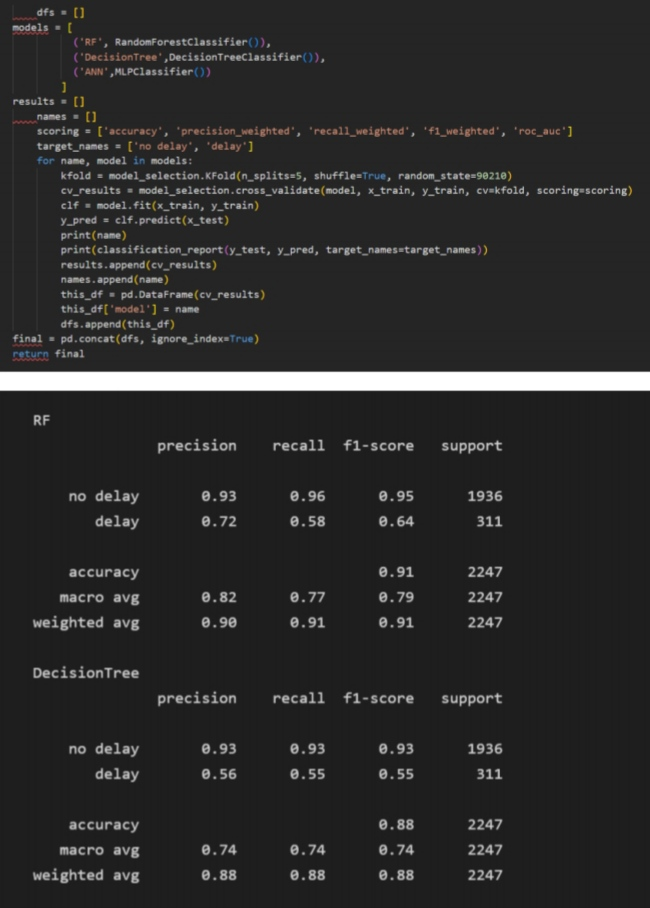 dfs = []
models = [
('RF', RandomForestClassifier()),
('DecisionTree',DecisionTreeClassifier()),
('ANN',MLPClassifier())
]
results = []
names = []
scoring = ['accuracy', 'precision_weighted', 'recall_weighted', 'f1_weighted', 'roc_auc']
target_names = ['no delay', 'delay']
for name, model in models:
kfold = model_selection.KFold(n_splits=5, shuffle=True, random_state=90210)
cv_results = model_selection.cross_validate(model, x_train, y_train, cv=kfold, scoring=scoring)
clf = model.fit(x_train, y_train)
y_pred = clf.predict(x_test)
print(name)
print(classification_report(y_test, y_pred, target_names=target_names))
results.append(cv_results)
names.append(name)
this_df = pd.DataFrame(cv_results)
this_df['model'] = name
dfs.append(this_df)
final = pd.concat(dfs, ignore_index=True)
return final
RF
precision recall f1-score support
no delay 0.93 0.96 0.95 1936
delay 0.72 0.58 0.64 311
accuracy 0.91 2247
macro avg 0.82 0.77 0.79 2247
weighted avg 0.90 0.91 0.91 2247
DecisionTree
precision recall f1-score support
no delay 0.93 0.93 0.93 1936
delay 0.56 0.55 0.55 311
accuracy 0.88 2247
macro avg 0.74 0.74 0.74 2247
weighted avg 0.88 0.88 0.88 2247